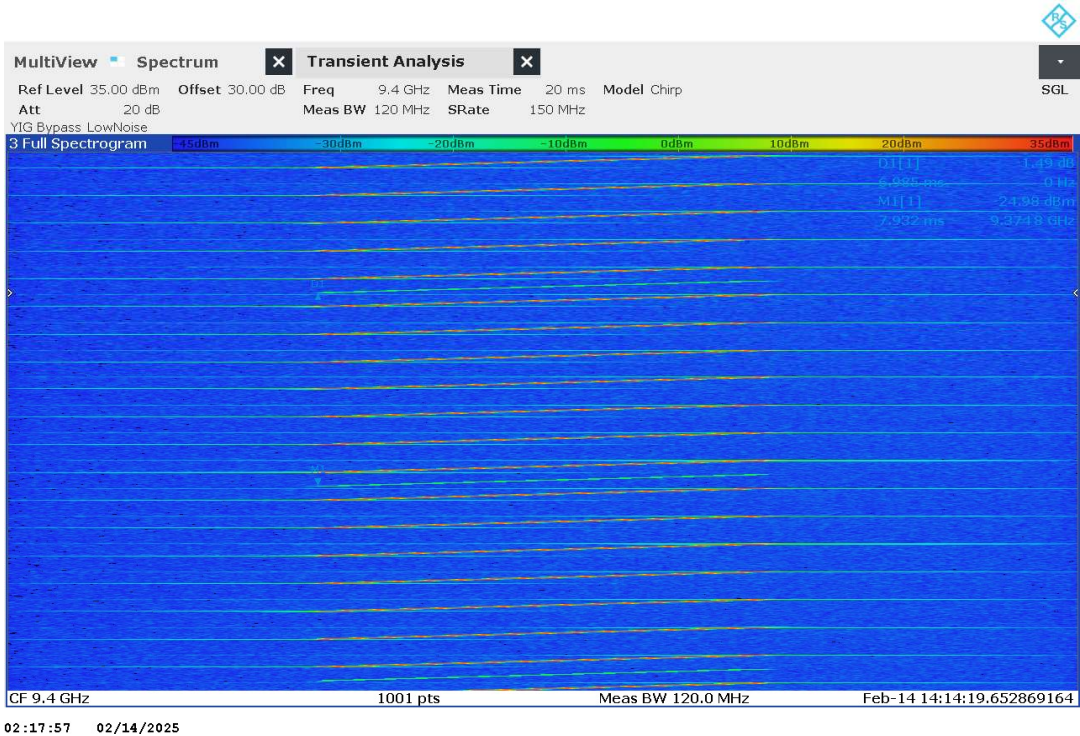 R&S
MultiView Spectrum Transient Analysis
Ref Level 35.00 dBm Offset 30.00 dB Freq 9.4 GHz Meas Time 20 ms Model Chirp SGL
Att 20 dB Meas BW 120 MHz SRate 150 MHz
YIG Bypass LowNoise
3 Full Spectrogram -45dBm -30dBm -20dBm -10dBm 0dBm 10dBm 20dBm 35dBm
D1[1] 1.49 dB
6.985 ms 0 Hz
M1[1] -24.98 dBm
7.932 ms 9.3748 GHz
D1
M1
CF 9.4 GHz 1001 pts Meas BW 120.0 MHz Feb-14 14:14:19.652869164
02:17:57 02/14/2025